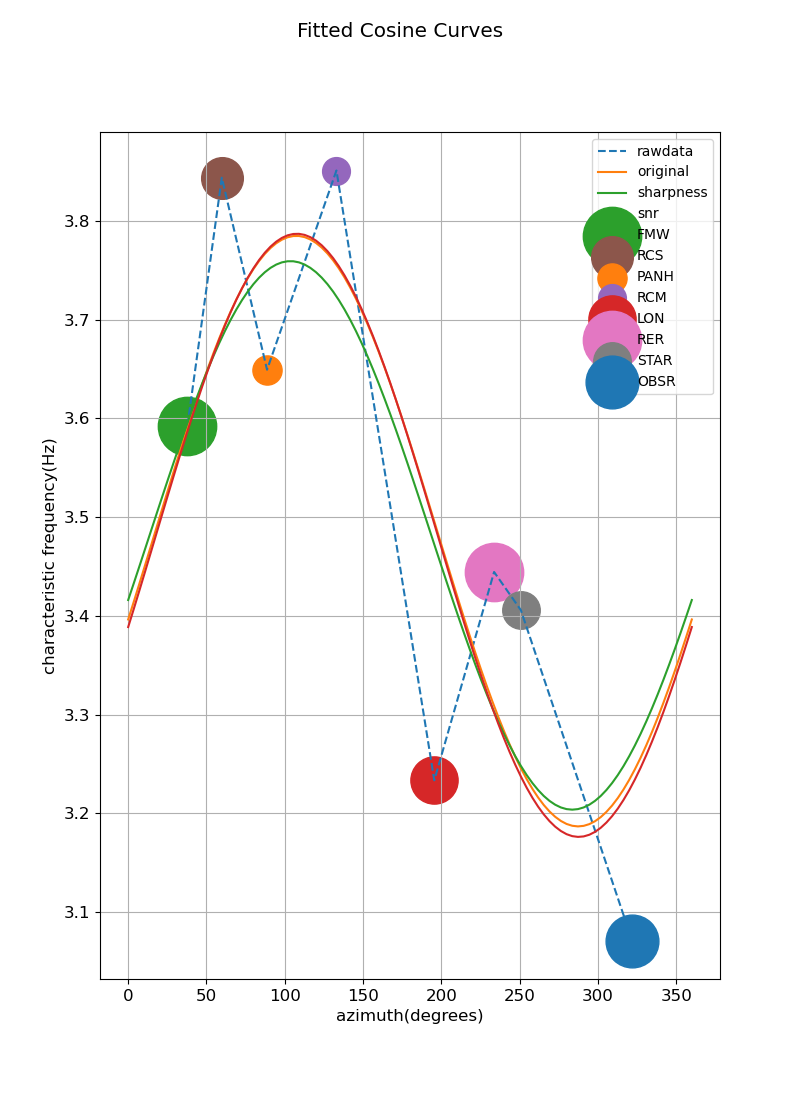 Fitted Cosine Curves
rawdata
original
sharpness
snr
FMW
RCS
PANH
RCM
LON
RER
STAR
OBSR
characteristic frequency(Hz)
3.8
3.7
3.6
3.5
3.4
3.3
3.2
3.1
0 50 100 150 200 250 300 350
azimuth(degrees)